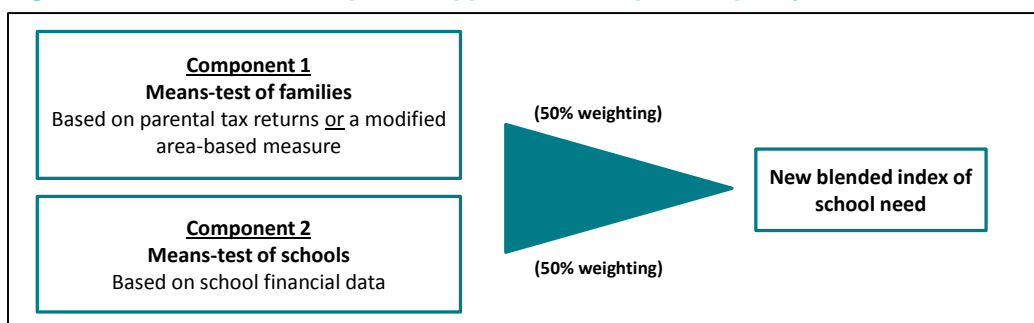 Component 1
Means-test of families
Based on parental tax returns or a modified
area-based measure
(50% weighting)
New blended index of
school need
Component 2
Means-test of schools
Based on school financial data
(50% weighting)